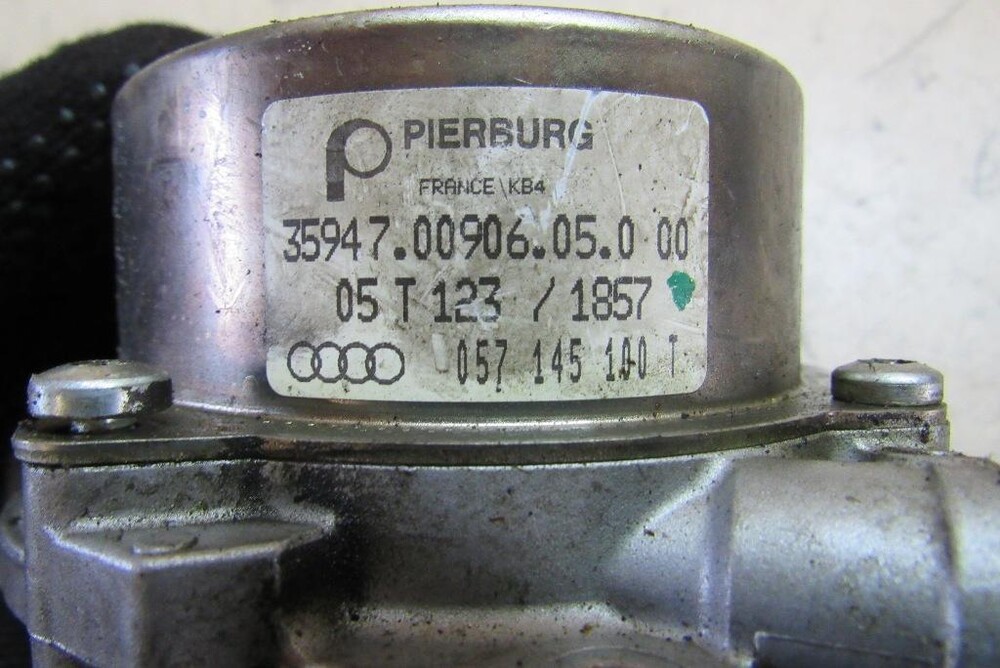 PIERBURG
FRANCE\KB4
35947.00906.05.0 00
05 T 123 / 1857
057 145 100 T